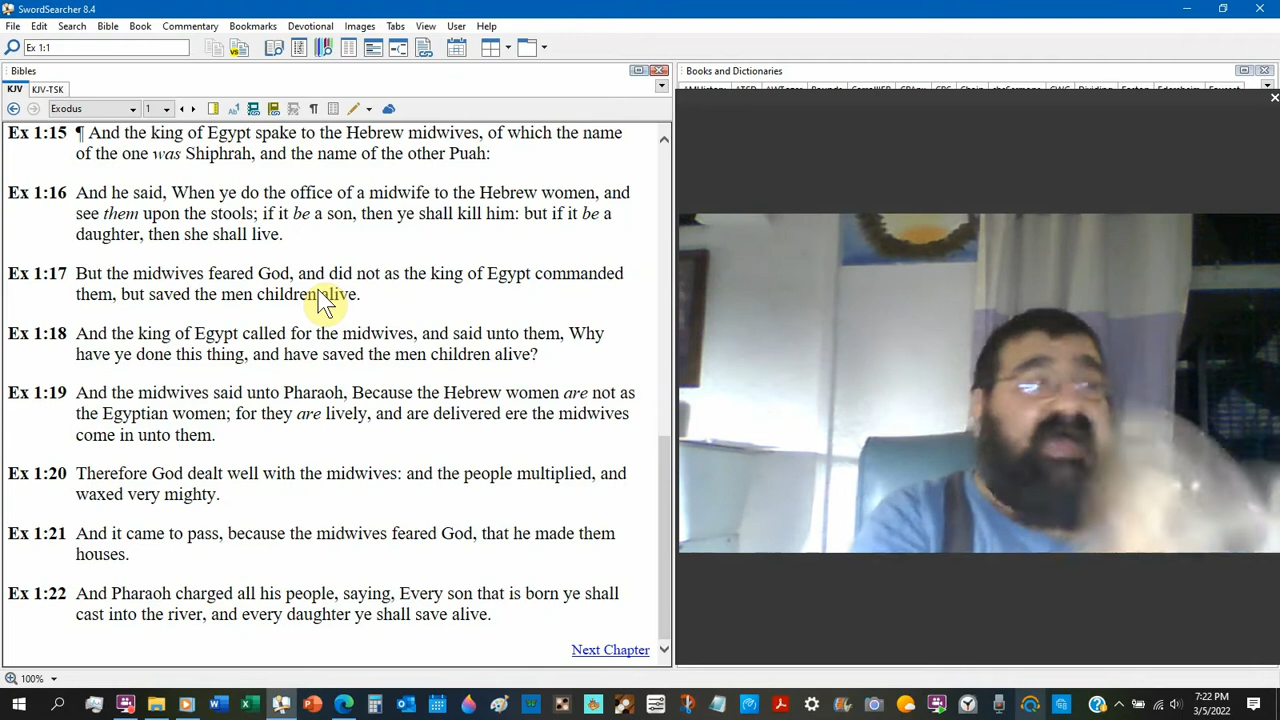 SwordSearcher 8.4
File Edit Search Bible Book Commentary Bookmarks Devotional Images Tabs View User Help
Ex 1:1
Bibles
Books and Dictionaries
KJV KJV-TSK
Exodus 1
Ex 1:15 ¶ And the king of Egypt spake to the Hebrew midwives, of which the name
of the one was Shiphrah, and the name of the other Puah:
Ex 1:16 And he said, When ye do the office of a midwife to the Hebrew women, and
see them upon the stools; if it be a son, then ye shall kill him: but if it be a
daughter, then she shall live.
Ex 1:17 But the midwives feared God, and did not as the king of Egypt commanded
them, but saved the men children alive.
Ex 1:18 And the king of Egypt called for the midwives, and said unto them, Why
have ye done this thing, and have saved the men children alive?
Ex 1:19 And the midwives said unto Pharaoh, Because the Hebrew women are not as
the Egyptian women; for they are lively, and are delivered ere the midwives
come in unto them.
Ex 1:20 Therefore God dealt well with the midwives: and the people multiplied, and
waxed very mighty.
Ex 1:21 And it came to pass, because the midwives feared God, that he made them
houses.
Ex 1:22 And Pharaoh charged all his people, saying, Every son that is born ye shall
cast into the river, and every daughter ye shall save alive.
Next Chapter
100%
7:22 PM
3/5/2022